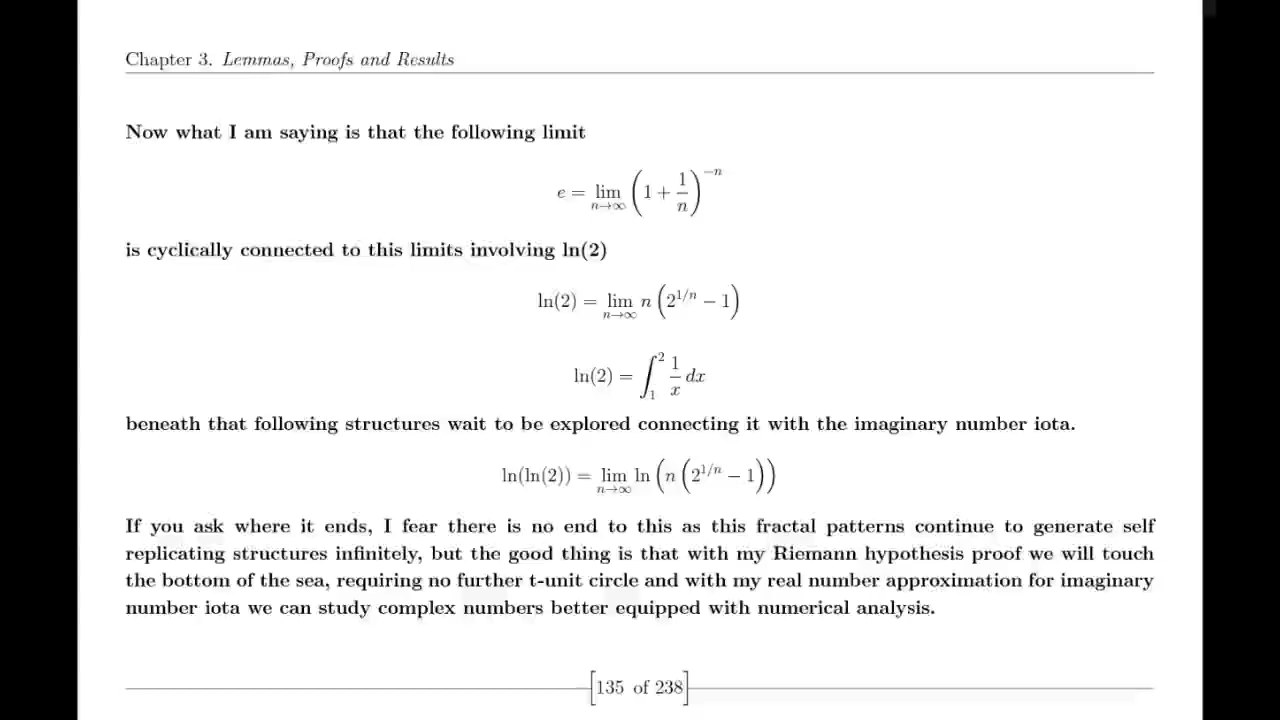 Chapter 3. Lemmas, Proofs and Results
Now what I am saying is that the following limit
e = lim_{n→∞} (1 + 1/n)^{−n}
is cyclically connected to this limits involving ln(2)
ln(2) = lim_{n→∞} n (2^{1/n} − 1)
ln(2) = ∫_1^2 1/x dx
beneath that following structures wait to be explored connecting it with the imaginary number iota.
ln(ln(2)) = lim_{n→∞} ln (n (2^{1/n} − 1))
If you ask where it ends, I fear there is no end to this as this fractal patterns continue to generate self
replicating structures infinitely, but the good thing is that with my Riemann hypothesis proof we will touch
the bottom of the sea, requiring no further t-unit circle and with my real number approximation for imaginary
number iota we can study complex numbers better equipped with numerical analysis.
[135 of 238]